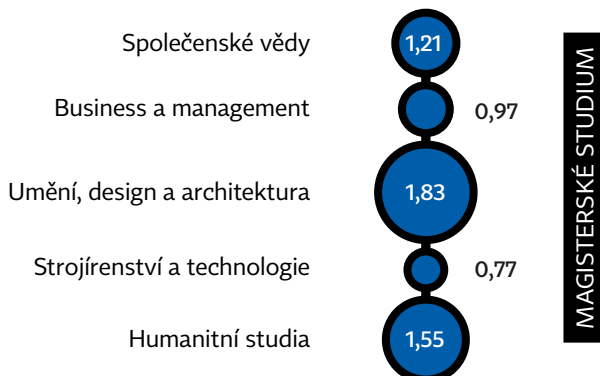 Společenské vědy
1,21
Business a management
0,97
Umění, design a architektura
1,83
Strojírenství a technologie
0,77
Humanitní studia
1,55
MAGISTERSKÉ STUDIUM